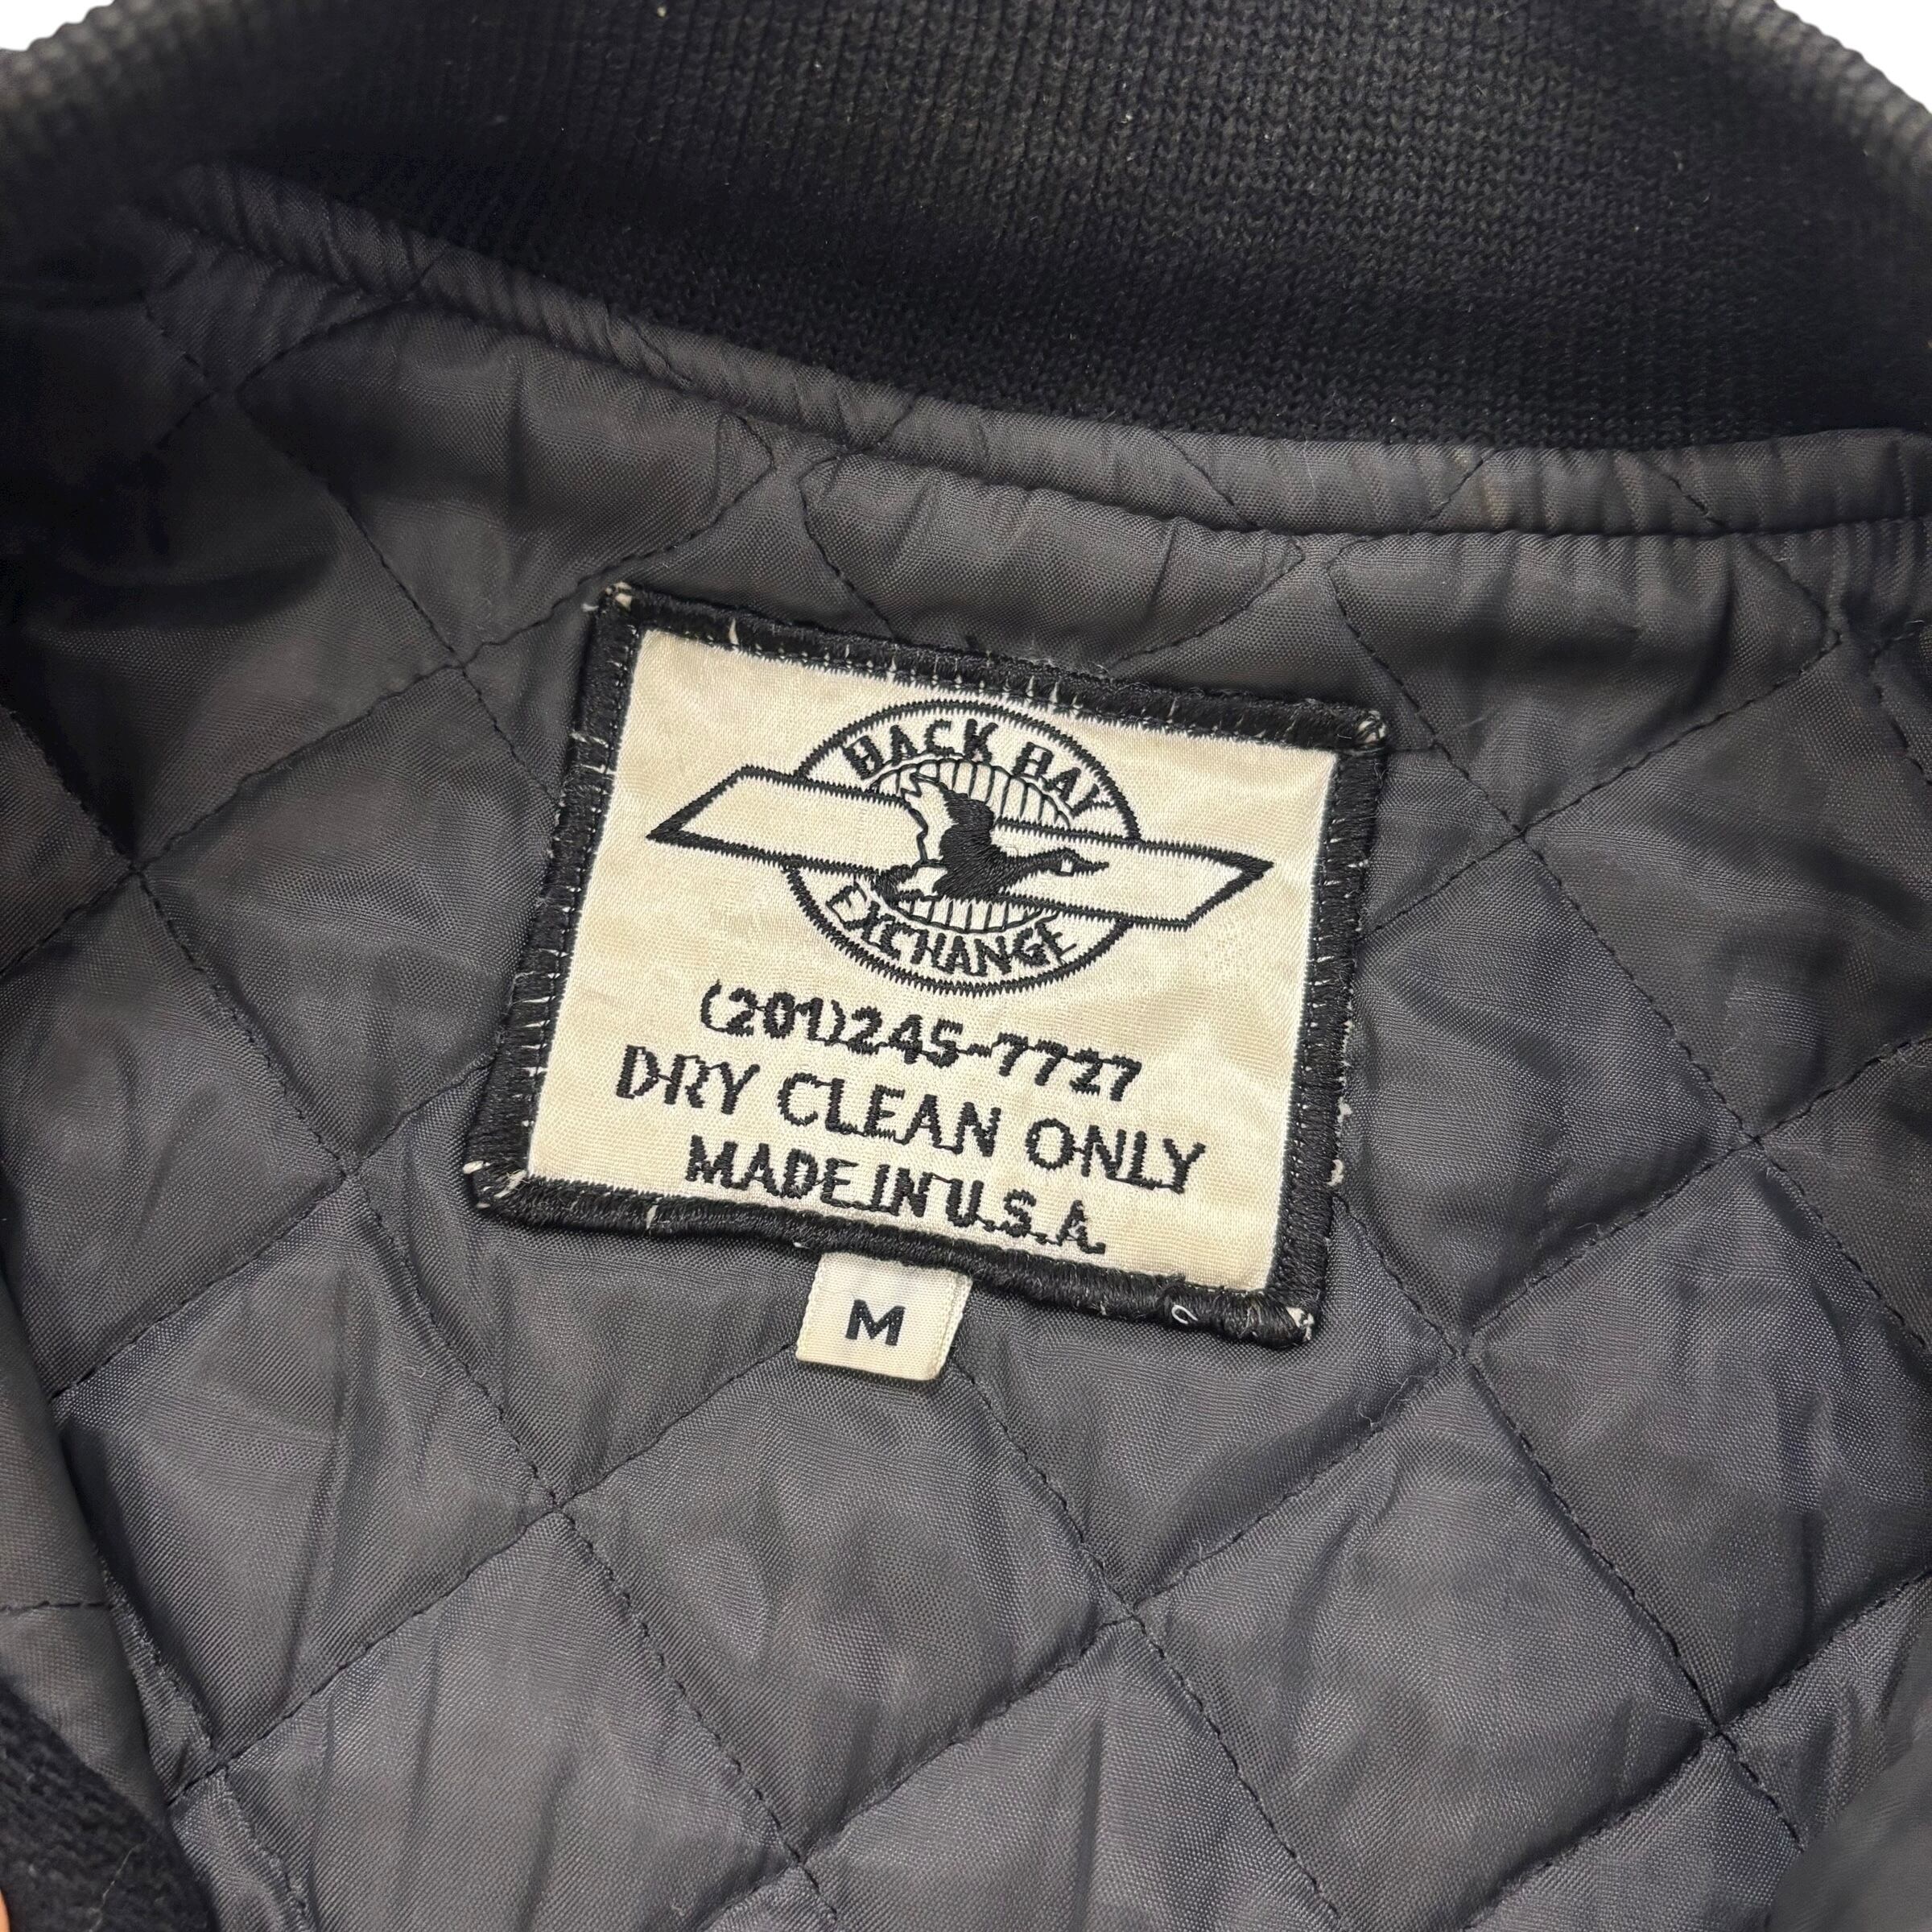 BACK BAY
EXCHANGE
(201)245-7727
DRY CLEAN ONLY
MADE IN U.S.A.
M